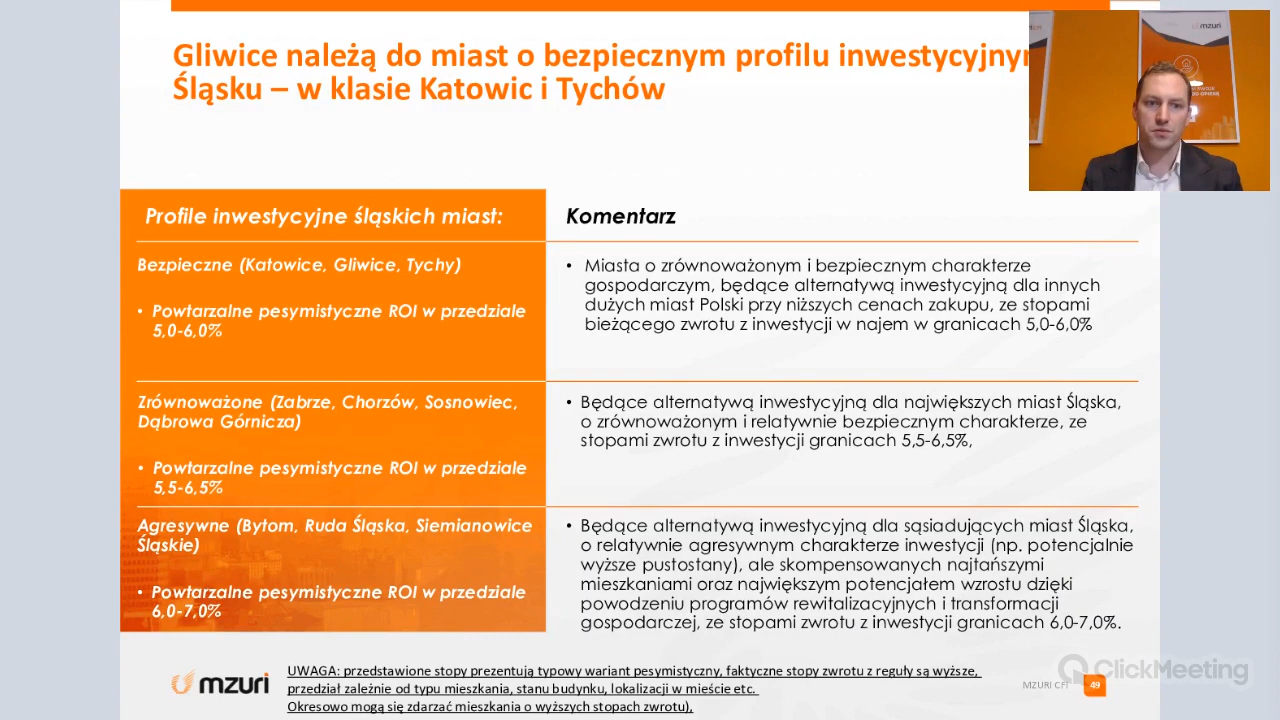 Gliwice należą do miast o bezpiecznym profilu
Śląsku – w klasie Katowic i Tychów
mzuri
Profile inwestycyjne śląskich miast:
Komentarz
Bezpieczne (Katowice, Gliwice, Tychy)
• Powtarzalne pesymistyczne ROI w przedziale
5,0-6,0%
• Miasta o zrównoważonym i bezpiecznym charakterze
gospodarczym, będące alternatywą inwestycyjną dla innych
dużych miast Polski przy niższych cenach zakupu, ze stopami
bieżącego zwrotu z inwestycji w najem w granicach 5,0-6,0%
Zrównoważone (Zabrze, Chorzów, Sosnowiec,
Dąbrowa Górnicza)
• Powtarzalne pesymistyczne ROI w przedziale
5,5-6,5%
• Będące alternatywą inwestycyjną dla największych miast Śląska,
o zrównoważonym i relatywnie bezpiecznym charakterze, ze
stopami zwrotu z inwestycji granicach 5,5-6,5%,
Agresywne (Bytom, Ruda Śląska, Siemianowice
Śląskie)
• Powtarzalne pesymistyczne ROI w przedziale
6,0-7,0%
• Będące alternatywą inwestycyjną dla sąsiadujących miast Śląska,
o relatywnie agresywnym charakterze inwestycji (np. potencjalnie
wyższe pustostany), ale skompensowanych najtańszymi
mieszkaniami oraz największym potencjałem wzrostu dzięki
powodzeniu programów rewitalizacyjnych i transformacji
gospodarczej, ze stopami zwrotu z inwestycji granicach 6,0-7,0%.
mzuri
UWAGA: przedstawione stopy prezentują typowy wariant pesymistyczny, faktyczne stopy zwrotu z reguły są wyższe,
przedział zależnie od typu mieszkania, stanu budynku, lokalizacji w mieście etc.
Okresowo mogą się zdarzać mieszkania o wyższych stopach zwrotu),
MZURI CFI
49
ClickMeeting